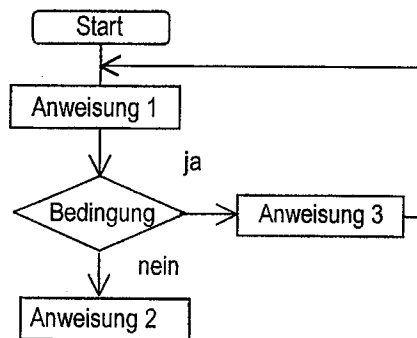 Start
Anweisung 1
ja
Bedingung
Anweisung 3
nein
Anweisung 2